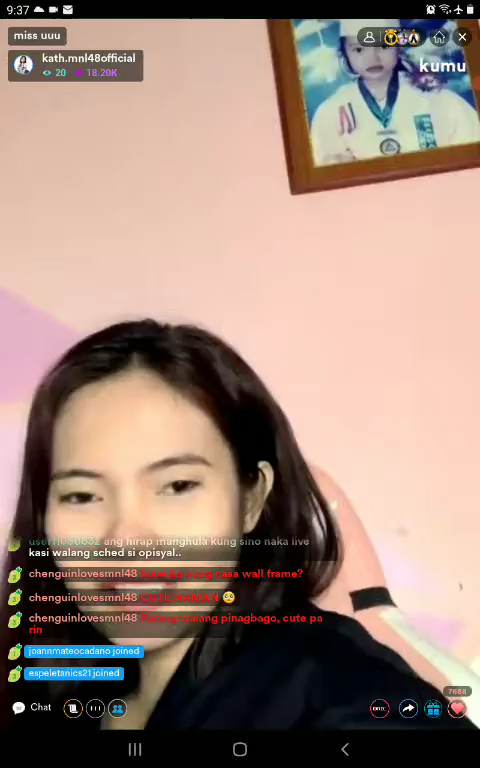 9:37
miss uuu
kath.mnl48official
20 18.20K
kumu
ang hirap manghula kung sino naka live
kasi walang sched si opisyal..
chenguinlovesmnl48
chenguinlovesmnl48 CUTE NAMAN 🥺
chenguinlovesmnl48 Parang walang pinagbago, cute pa
rin
joannmateocadano joined
espeletanics21 joined
7688
Chat